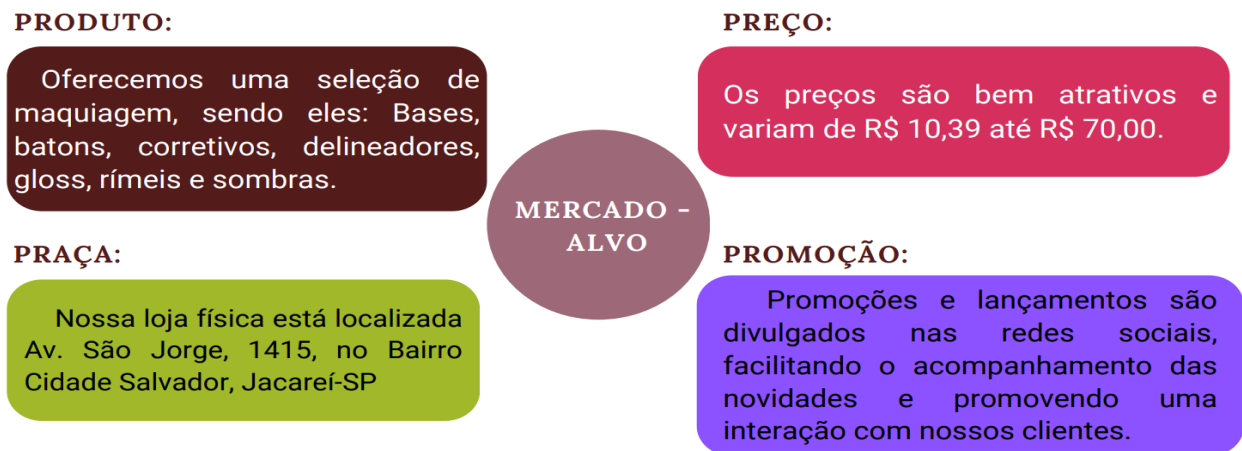 PRODUTO:
Oferecemos uma seleção de
maquiagem, sendo eles: Bases,
batons, corretivos, delineadores,
gloss, rímeis e sombras.
PREÇO:
Os preços são bem atrativos e
variam de R$ 10,39 até R$ 70,00.
MERCADO -
ALVO
PRAÇA:
Nossa loja física está localizada
Av. São Jorge, 1415, no Bairro
Cidade Salvador, Jacareí-SP
PROMOÇÃO:
Promoções e lançamentos são
divulgados nas redes sociais,
facilitando o acompanhamento das
novidades e promovendo uma
interação com nossos clientes.